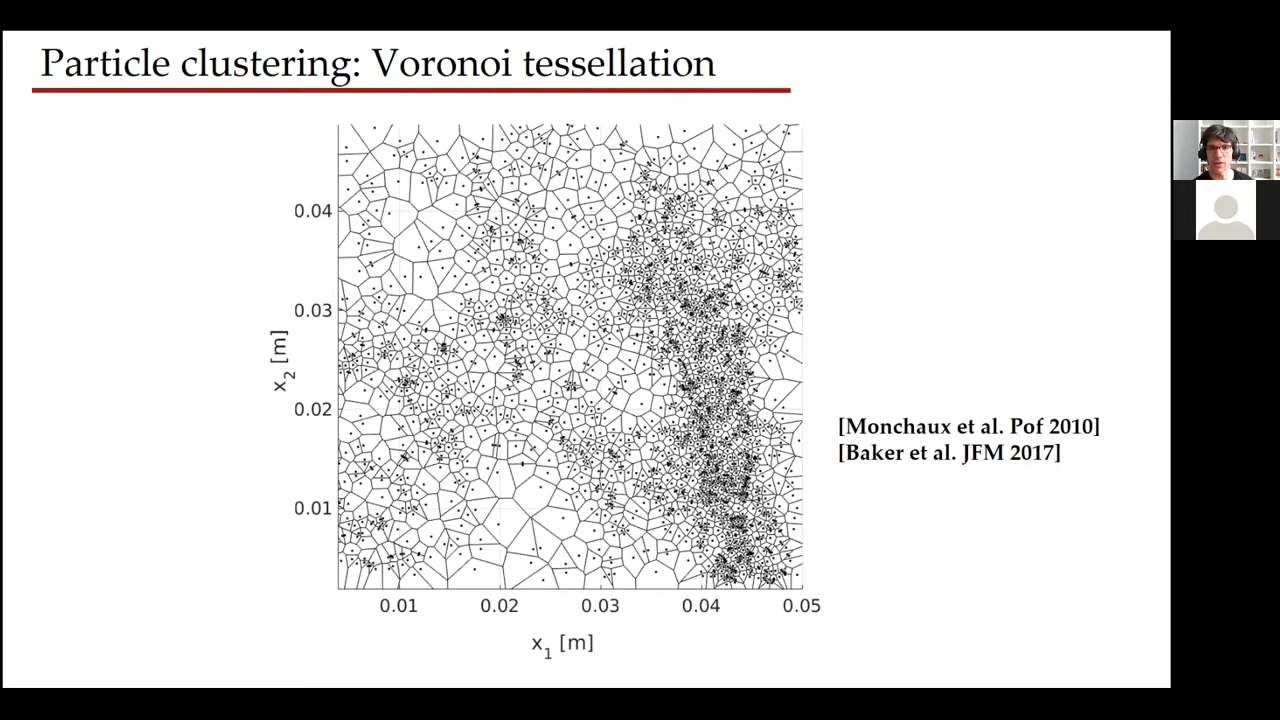 Particle clustering: Voronoi tessellation
0.04
0.03
0.02
0.01
x2 [m]
0.01 0.02 0.03 0.04 0.05
x1 [m]
[Monchaux et al. Pof 2010]
[Baker et al. JFM 2017]